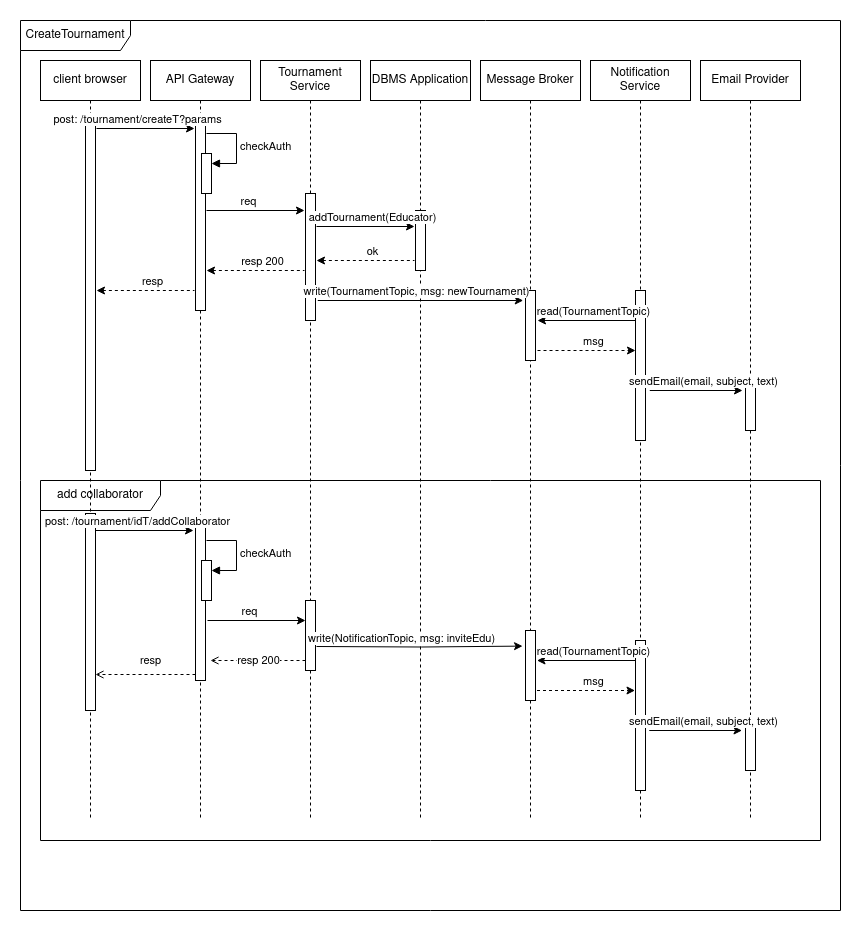 CreateTournament
client browser
API Gateway
Tournament
Service
DBMS Application
Message Broker
Notification
Service
Email Provider
post: /tournament/createT?params
checkAuth
req
addTournament(Educator)
ok
resp 200
resp
write(TournamentTopic, msg: newTournament)
read(TournamentTopic)
msg
sendEmail(email, subject, text)
add collaborator
post: /tournament/idT/addCollaborator
checkAuth
req
write(NotificationTopic, msg: inviteEdu)
read(TournamentTopic)
resp
resp 200
msg
sendEmail(email, subject, text)